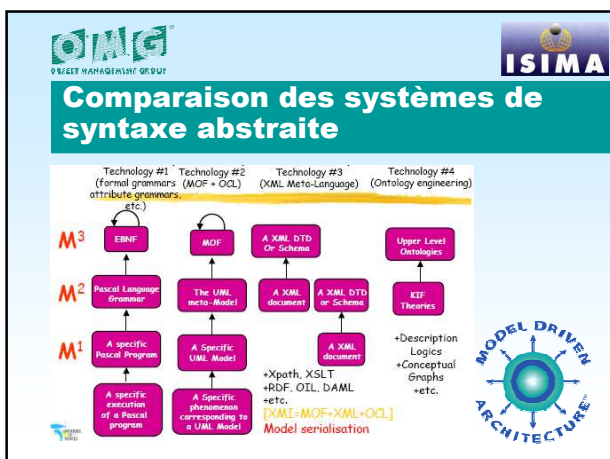 OMG
OBJECT MANAGEMENT GROUP
ISIMA
Comparaison des systèmes de
syntaxe abstraite
Technology #1
(formal grammars
attribute grammars,
etc.)
Technology #2
(MOF + OCL)
Technology #3
(XML Meta-Language)
Technology #4
(Ontology engineering)
M3
EBNF
MOF
A XML DTD
Or Schema
Upper Level
Ontologies
M2
Pascal Language
Grammar
The UML
meta-Model
A XML
document
A XML DTD
or Schema
KIF
Theories
M1
A specific
Pascal Program
A Specific
UML Model
A XML
document
+Description
Logics
+Conceptual
Graphs
+etc.
A specific
execution
of a Pascal
program
A Specific
phenomenon
corresponding to
a UML Model
+Xpath, XSLT
+RDF, OIL, DAML
+etc.
[XMI=MOF+XML+OCL]
Model serialisation
MODEL DRIVEN
ARCHITECTURE™